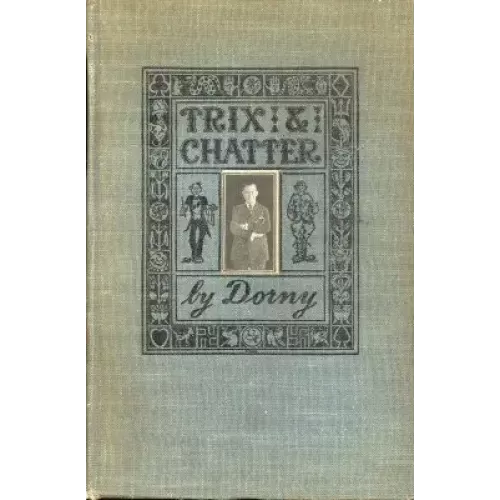 TRIX & 
CHATTER
by Dorny